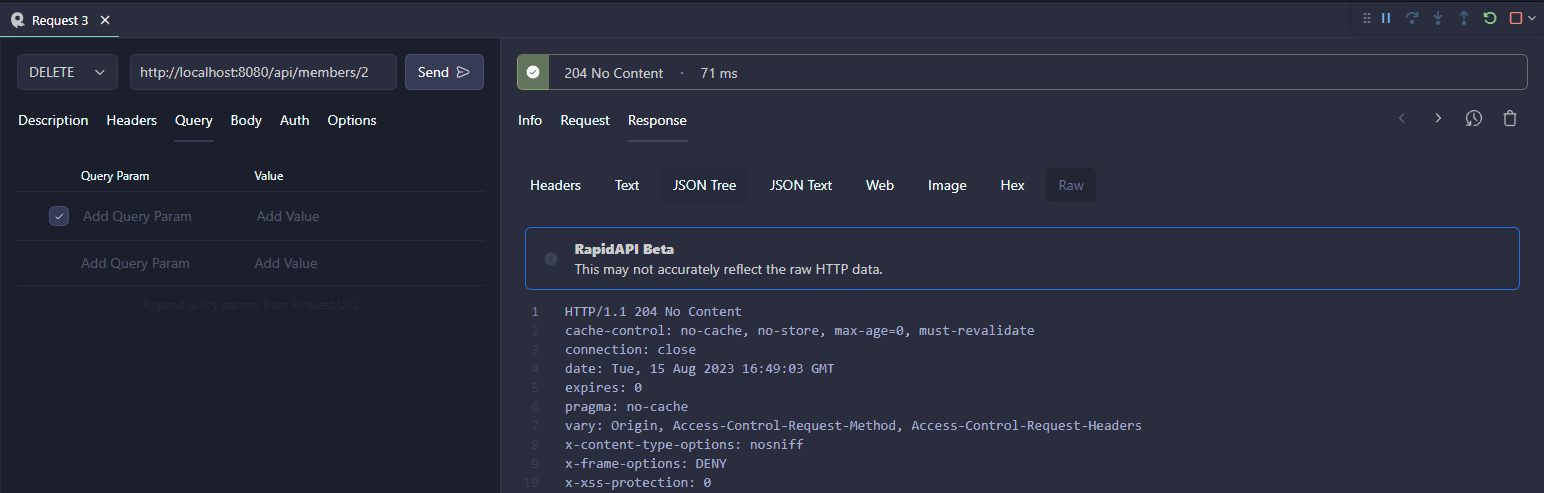 Request 3
DELETE http://localhost:8080/api/members/2 Send
Description Headers Query Body Auth Options
Query Param Value
Add Query Param Add Value
Add Query Param Add Value
Append query params from Request URL
204 No Content - 71 ms
Info Request Response
Headers Text JSON Tree JSON Text Web Image Hex Raw
RapidAPI Beta
This may not accurately reflect the raw HTTP data.
1 HTTP/1.1 204 No Content
2 cache-control: no-cache, no-store, max-age=0, must-revalidate
3 connection: close
4 date: Tue, 15 Aug 2023 16:49:03 GMT
5 expires: 0
6 pragma: no-cache
7 vary: Origin, Access-Control-Request-Method, Access-Control-Request-Headers
8 x-content-type-options: nosniff
9 x-frame-options: DENY
10 x-xss-protection: 0